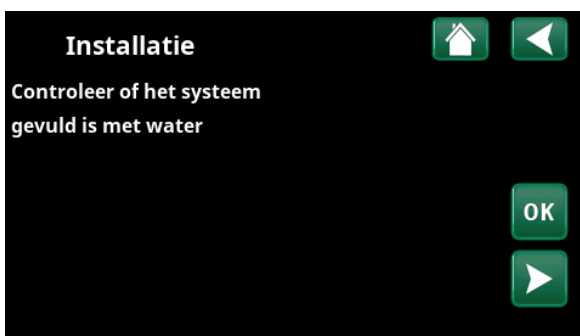 Installatie
Controleer of het systeem
gevuld is met water
OK